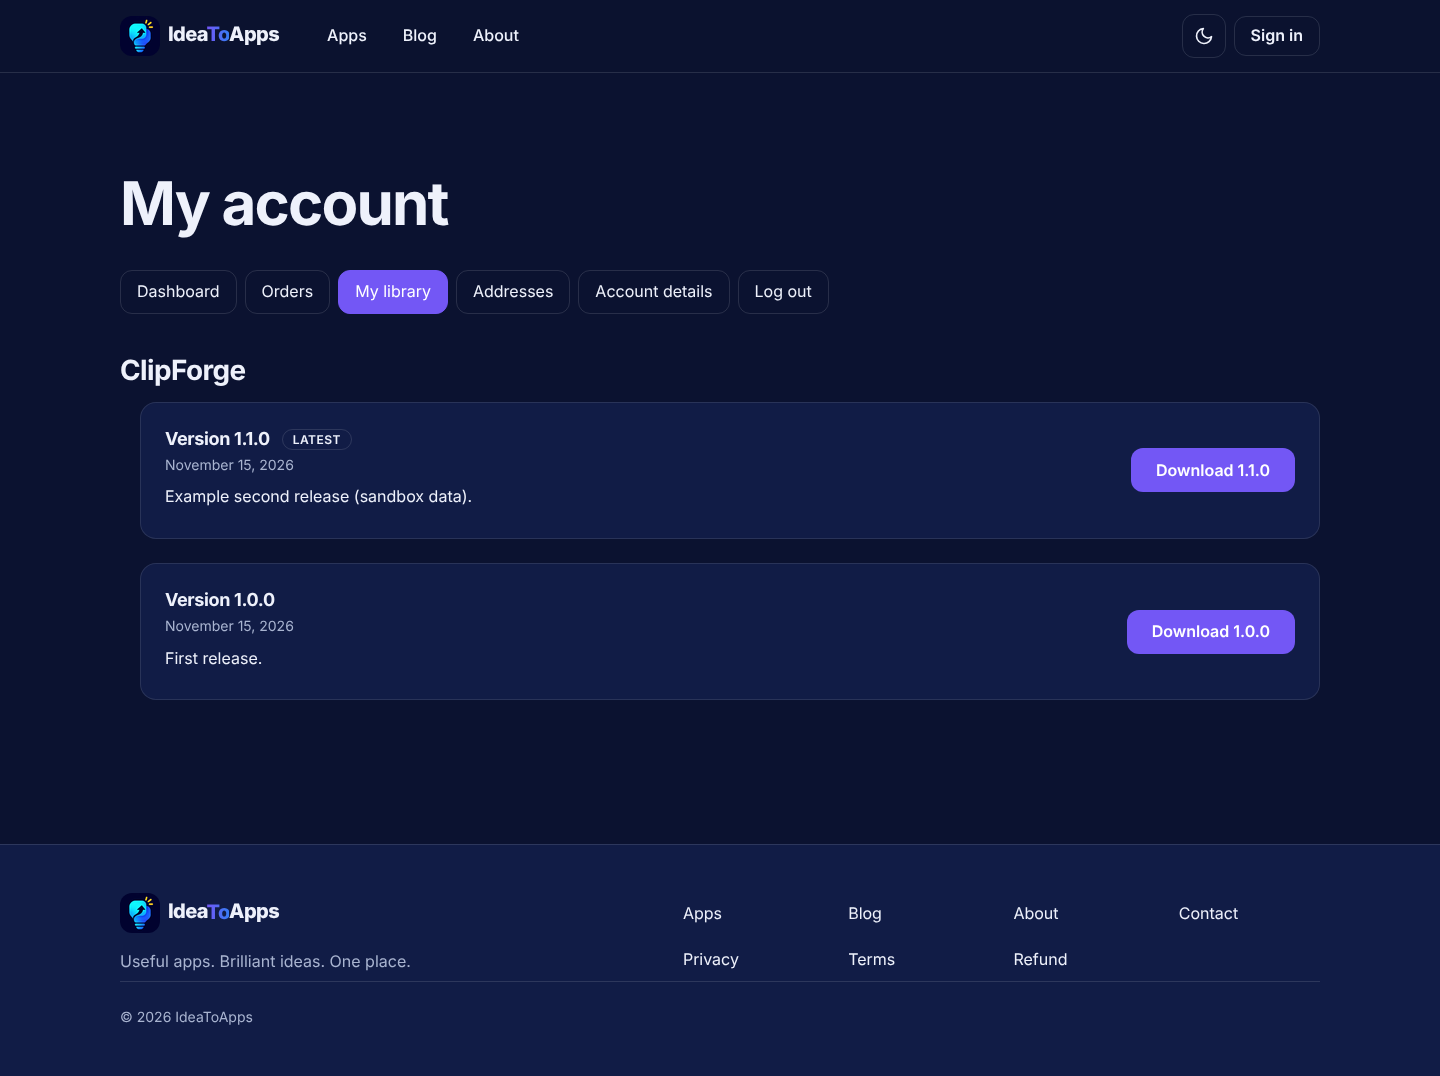 IdeaToApps Apps Blog About Sign in
My account
Dashboard Orders My library Addresses Account details Log out
ClipForge
Version 1.1.0 LATEST
November 15, 2026
Example second release (sandbox data).
Download 1.1.0
Version 1.0.0
November 15, 2026
First release.
Download 1.0.0
IdeaToApps
Useful apps. Brilliant ideas. One place.
Apps Blog About Contact
Privacy Terms Refund
© 2026 IdeaToApps